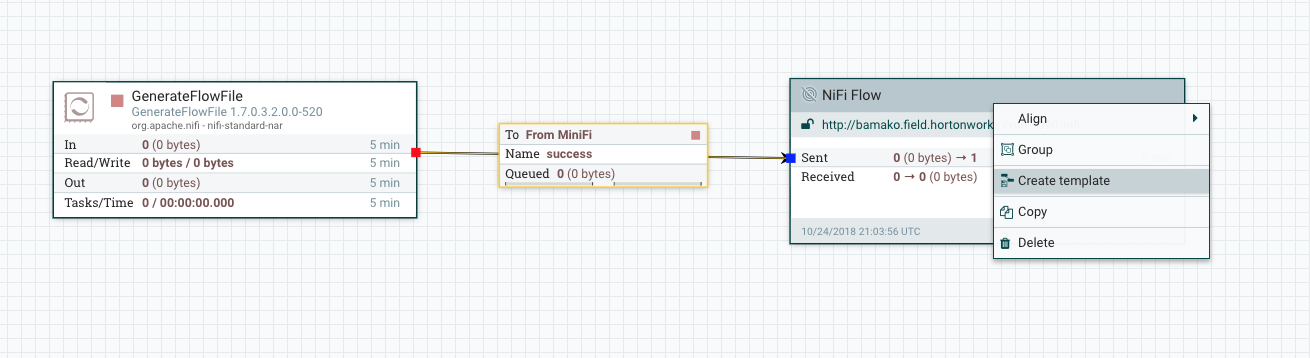 GenerateFlowFile
GenerateFlowFile 1.7.0.3.2.0.0-520
org.apache.nifi - nifi-standard-nar
In 0 (0 bytes) 5 min
Read/Write 0 bytes / 0 bytes 5 min
Out 0 (0 bytes) 5 min
Tasks/Time 0 / 00:00:00.000 5 min
To From MiniFi
Name success
Queued 0 (0 bytes)
NiFi Flow
http://bamako.field.hortonwork
Sent 0 (0 bytes) → 1
Received 0 → 0 (0 bytes)
10/24/2018 21:03:56 UTC
Align
Group
Create template
Copy
Delete